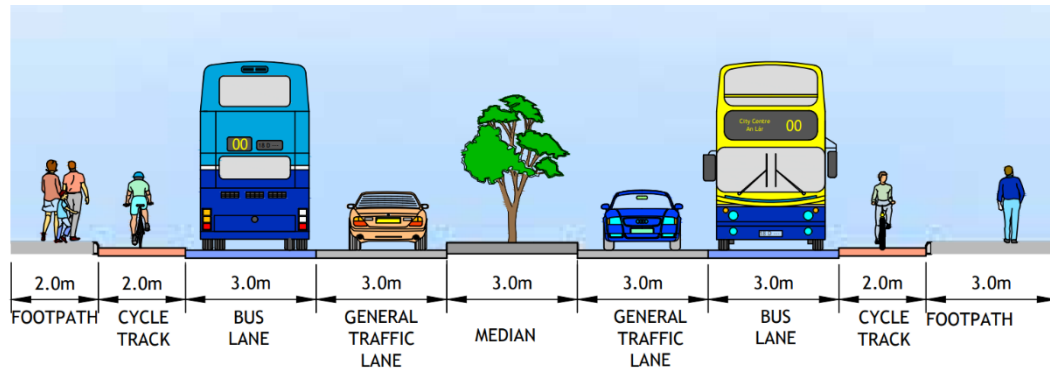 City Centre
An Lár
00
00
2.0m
2.0m
3.0m
3.0m
3.0m
3.0m
3.0m
2.0m
3.0m
FOOTPATH
CYCLE
TRACK
BUS
LANE
GENERAL
TRAFFIC
LANE
MEDIAN
GENERAL
TRAFFIC
LANE
BUS
LANE
CYCLE
TRACK
FOOTPATH